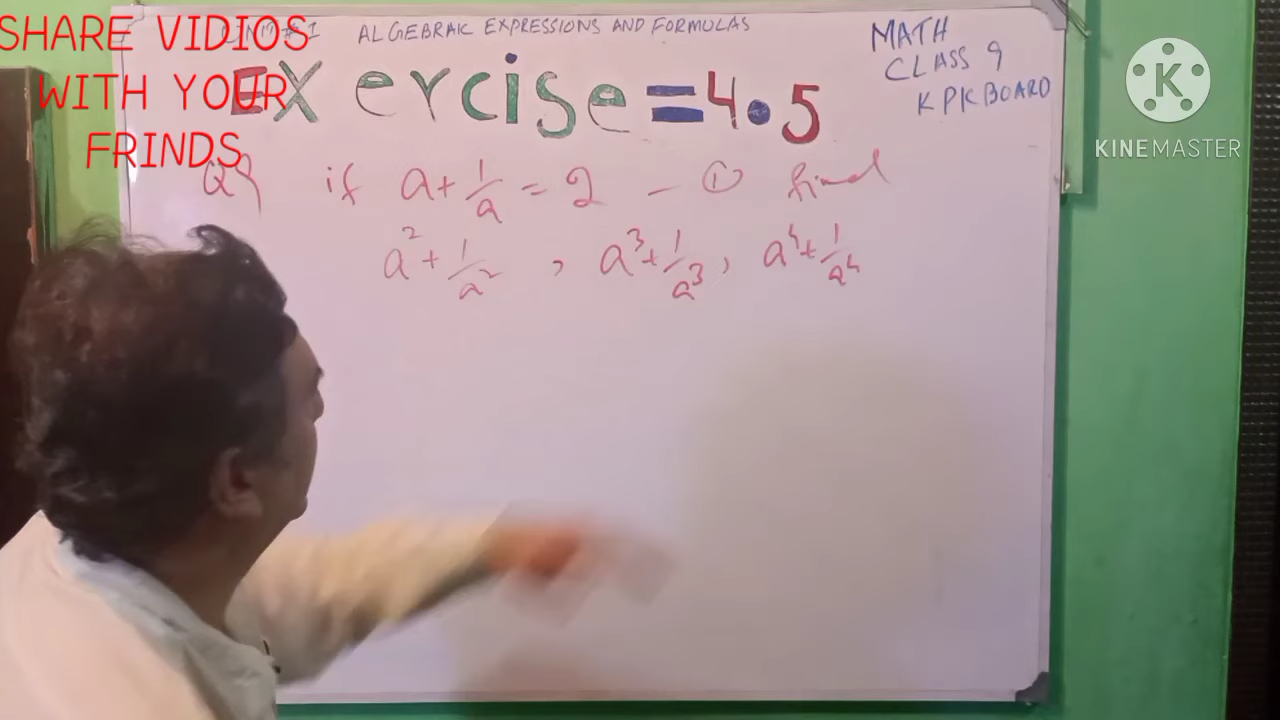 SHARE VIDIOS
WITH YOUR
FRINDS
ALGEBRAIC EXPRESSIONS AND FORMULAS
MATH
CLASS 9
KPK BOARD
EXercise=4.5
if a+1/a=2 — ① find
a²+1/a² , a³+1/a³, a⁴+1/a⁴
K
KINEMASTER